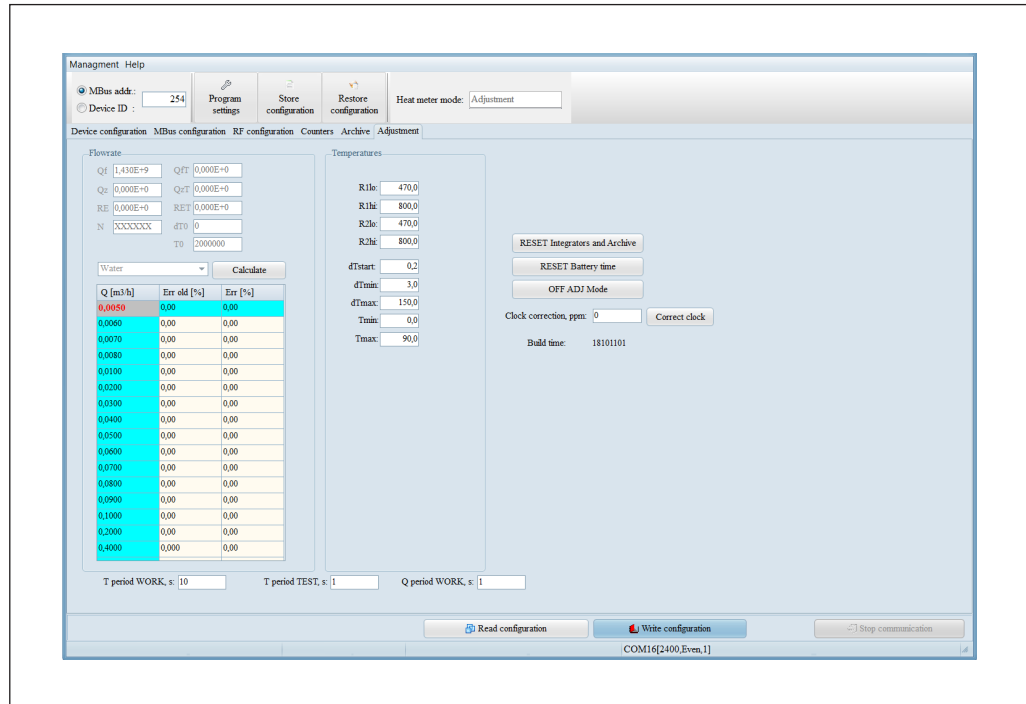 Managment Help
MBus addr.:
Device ID :
254
Program settings
Store configuration
Restore configuration
Heat meter mode: Adjustment
Device configuration MBus configuration RF configuration Counters Archive Adjustment
Flowrate
Qf 1,430E+9 QfT 0,000E+0
Qz 0,000E+0 QzT 0,000E+0
RE 0,000E+0 RET 0,000E+0
N XXXXXX dT0 0
T0 2000000
Water Calculate
Q [m3/h] Err old [%] Err [%]
0,0050 0,00 0,00
0,0060 0,00 0,00
0,0070 0,00 0,00
0,0080 0,00 0,00
0,0100 0,00 0,00
0,0200 0,00 0,00
0,0300 0,00 0,00
0,0400 0,00 0,00
0,0500 0,00 0,00
0,0600 0,00 0,00
0,0700 0,00 0,00
0,0800 0,00 0,00
0,0900 0,00 0,00
0,1000 0,00 0,00
0,2000 0,00 0,00
0,4000 0,000 0,00
Temperatures
R1lo: 470,0
R1hi: 800,0
R2lo: 470,0
R2hi: 800,0
dTstart: 0,2
dTmin: 3,0
dTmax: 150,0
Tmin: 0,0
Tmax: 90,0
RESET Integrators and Archive
RESET Battery time
OFF ADJ Mode
Clock correction, ppm: 0 Correct clock
Build time: 18101101
T period WORK, s: 10 T period TEST, s: 1 Q period WORK, s: 1
Read configuration Write configuration Stop communication
COM16[2400,Even,1]